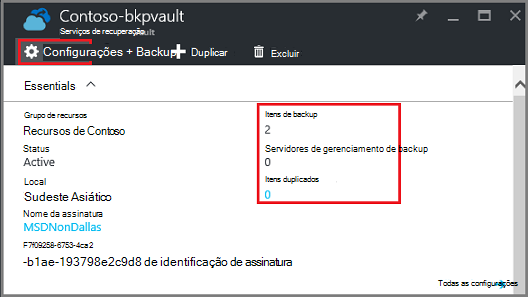 Contoso-bkpvault
Serviços de recuperação
vault
Configurações + Backup
Duplicar
Excluir
Essentials
Grupo de recursos
Recursos de Contoso
Status
Active
Local
Sudeste Asiático
Nome da assinatura
MSDNonDallas
F7f09258-6753-4ca2
-b1ae-193798e2c9d8 de identificação de assinatura
Itens de backup
2
Servidores de gerenciamento de backup
0
Itens duplicados
0
Todas as configurações